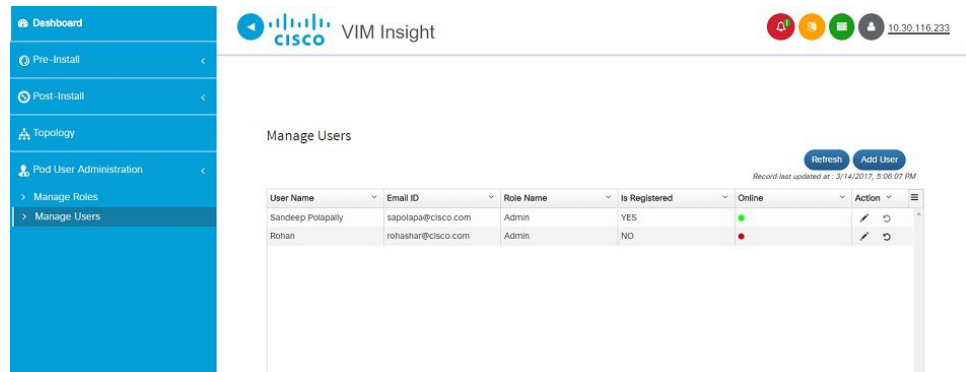 Dashboard
Pre-Install
Post-Install
Topology
Pod User Administration
Manage Roles
Manage Users
CISCO
VIM Insight
1
10.30.116.233
Manage Users
Refresh
Add User
Record last updated at : 3/14/2017, 5:06:07 PM
User Name Email ID Role Name Is Registered Online Action
Sandeep Polapally sapolapa@cisco.com Admin YES
Rohan rohashar@cisco.com Admin NO